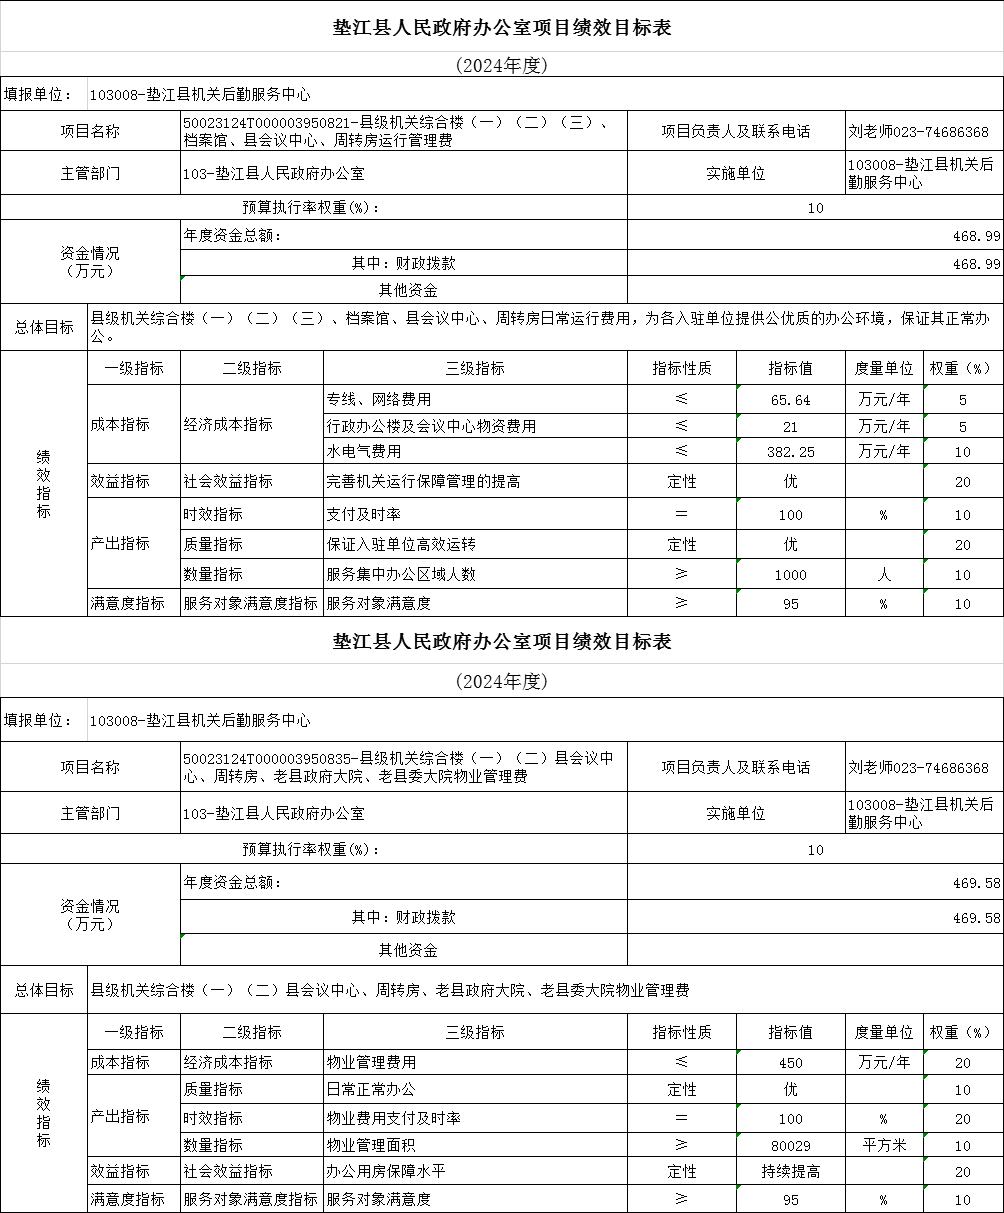 垫江县人民政府办公室项目绩效目标表
(2024年度)
填报单位： 103008-垫江县机关后勤服务中心
项目名称 50023124T000003950821-县级机关综合楼（一）（二）（三）、档案馆、县会议中心、周转房运行管理费 项目负责人及联系电话 刘老师023-74686368
主管部门 103-垫江县人民政府办公室 实施单位 103008-垫江县机关后勤服务中心
预算执行率权重(%)： 10
资金情况（万元） 年度资金总额： 468.99
其中：财政拨款 468.99
其他资金
总体目标 县级机关综合楼（一）（二）（三）、档案馆、县会议中心、周转房日常运行费用，为各入驻单位提供公优质的办公环境，保证其正常办公。
绩效指标 一级指标 二级指标 三级指标 指标性质 指标值 度量单位 权重（%）
成本指标 经济成本指标 专线、网络费用 ≤ 65.64 万元/年 5
行政办公楼及会议中心物资费用 ≤ 21 万元/年 5
水电气费用 ≤ 382.25 万元/年 10
效益指标 社会效益指标 完善机关运行保障管理的提高 定性 优 20
产出指标 时效指标 支付及时率 ＝ 100 % 10
质量指标 保证入驻单位高效运转 定性 优 20
数量指标 服务集中办公区域人数 ≥ 1000 人 10
满意度指标 服务对象满意度指标 服务对象满意度 ≥ 95 % 10
垫江县人民政府办公室项目绩效目标表
(2024年度)
填报单位： 103008-垫江县机关后勤服务中心
项目名称 50023124T000003950835-县级机关综合楼（一）（二）县会议中心、周转房、老县政府大院、老县委大院物业管理费 项目负责人及联系电话 刘老师023-74686368
主管部门 103-垫江县人民政府办公室 实施单位 103008-垫江县机关后勤服务中心
预算执行率权重(%)： 10
资金情况（万元） 年度资金总额： 469.58
其中：财政拨款 469.58
其他资金
总体目标 县级机关综合楼（一）（二）县会议中心、周转房、老县政府大院、老县委大院物业管理费
绩效指标 一级指标 二级指标 三级指标 指标性质 指标值 度量单位 权重（%）
成本指标 经济成本指标 物业管理费用 ≤ 450 万元/年 20
产出指标 质量指标 日常正常办公 定性 优 10
时效指标 物业费用支付及时率 ＝ 100 % 20
数量指标 物业管理面积 ≥ 80029 平方米 10
效益指标 社会效益指标 办公用房保障水平 定性 持续提高 20
满意度指标 服务对象满意度指标 服务对象满意度 ≥ 95 % 10